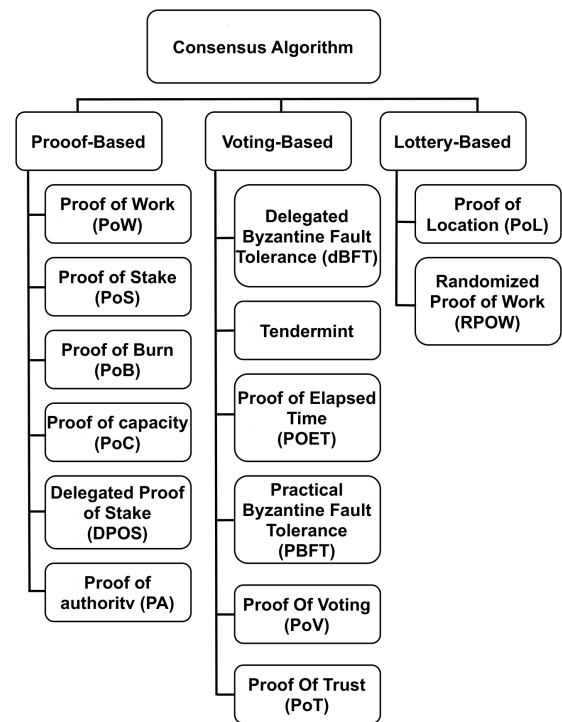 Consensus Algorithm
Prooof-Based
Proof of Work
(PoW)
Proof of Stake
(PoS)
Proof of Burn
(PoB)
Proof of capacity
(PoC)
Delegated Proof
of Stake
(DPOS)
Proof of
authoritv (PA)
Voting-Based
Delegated
Byzantine Fault
Tolerance (dBFT)
Tendermint
Proof of Elapsed
Time
(POET)
Practical
Byzantine Fault
Tolerance
(PBFT)
Proof Of Voting
(PoV)
Proof Of Trust
(PoT)
Lottery-Based
Proof of
Location (PoL)
Randomized
Proof of Work
(RPOW)